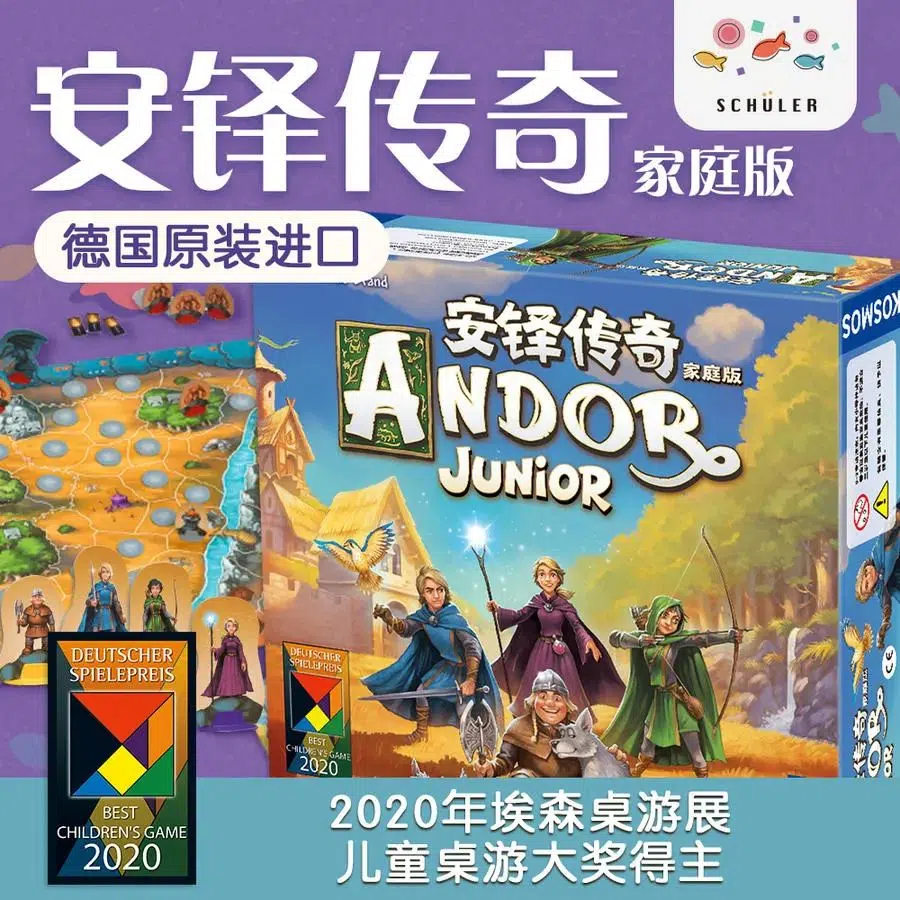 安铎传奇
家庭版
SCHÜLER
德国原装进口
安铎传奇
家庭版
ANDOR
JUNIOR
ANDOR
JUNIOR
KOSMOS
DEUTSCHER
SPIELEPREIS
BEST
CHILDREN'S GAME
2020
DEUTSCHER
SPIELEPREIS
BEST
CHILDREN'S GAME
2020
2020年埃森桌游展
儿童桌游大奖得主